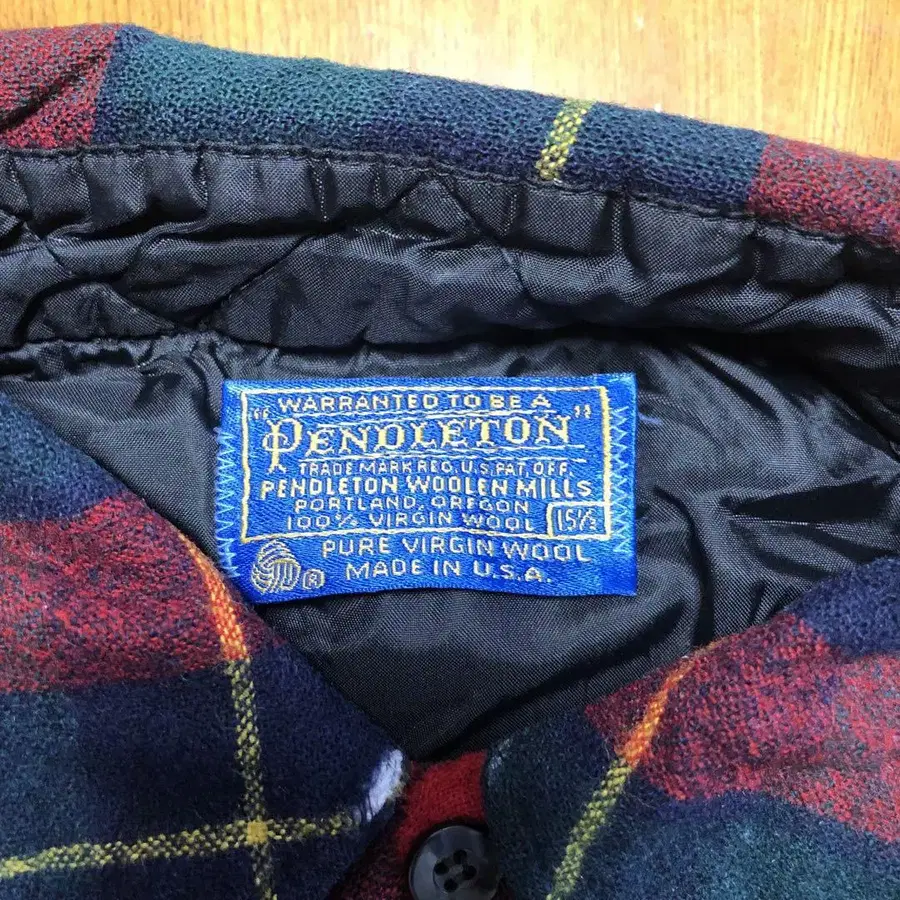 WARRANTED TO BE A
"PENDLETON"
TRADE MARK REG. U.S. PAT. OFF.
PENDLETON WOOLEN MILLS
PORTLAND, OREGON
100% VIRGIN WOOL 15½
® PURE VIRGIN WOOL
MADE IN U.S.A.